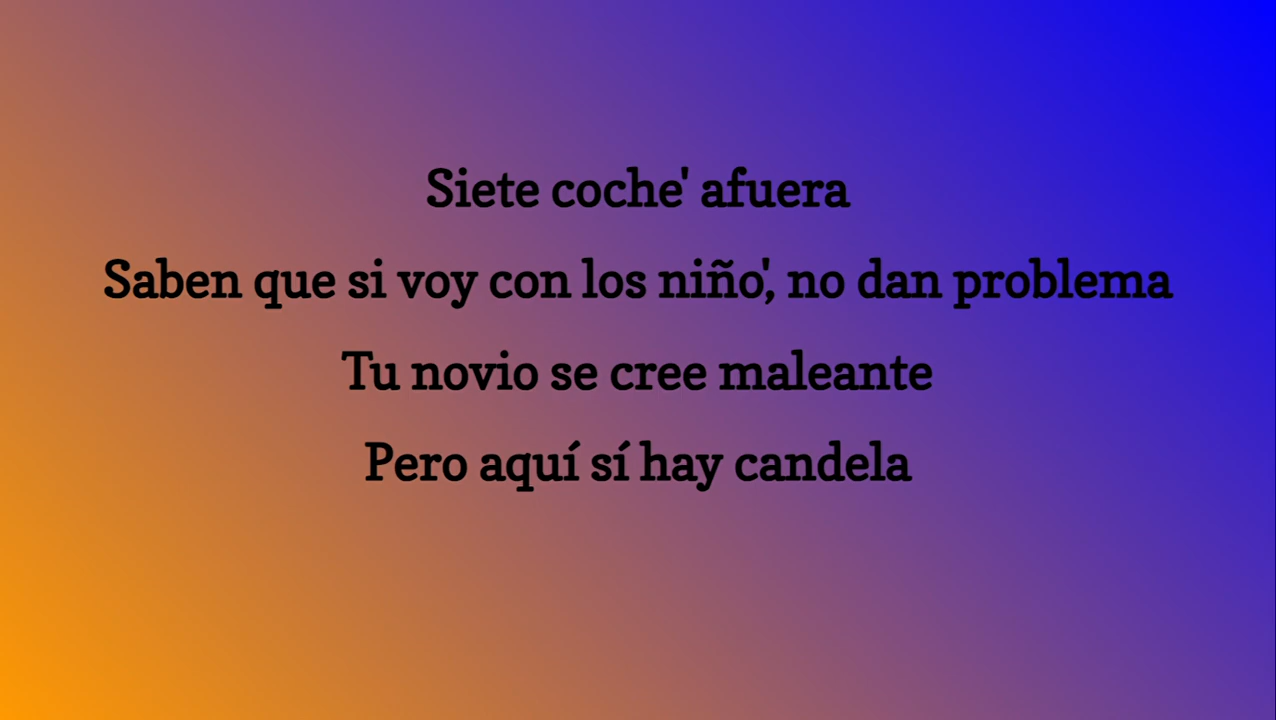 Siete coche' afuera
Saben que si voy con los niño', no dan problema
Tu novio se cree maleante
Pero aquí sí hay candela